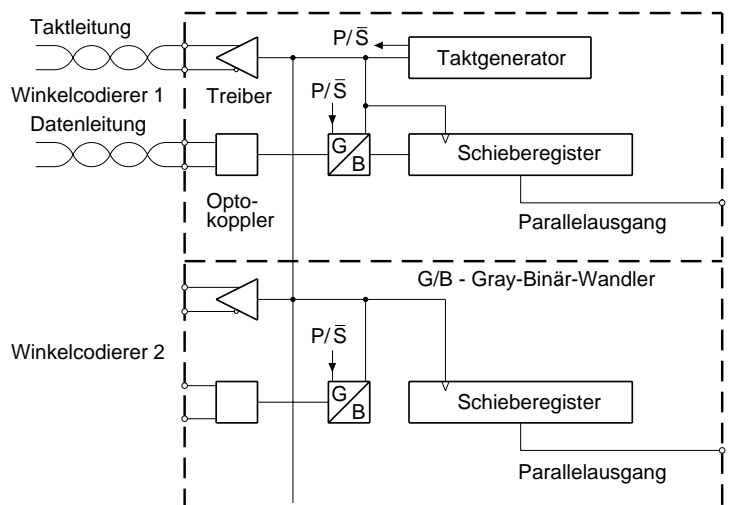 Taktleitung
P/S̄
Taktgenerator
Winkelcodierer 1
Treiber
P/S̄
Datenleitung
G
B
Schieberegister
Opto-
koppler
Parallelausgang
G/B - Gray-Binär-Wandler
P/S̄
Winkelcodierer 2
G
B
Schieberegister
Parallelausgang